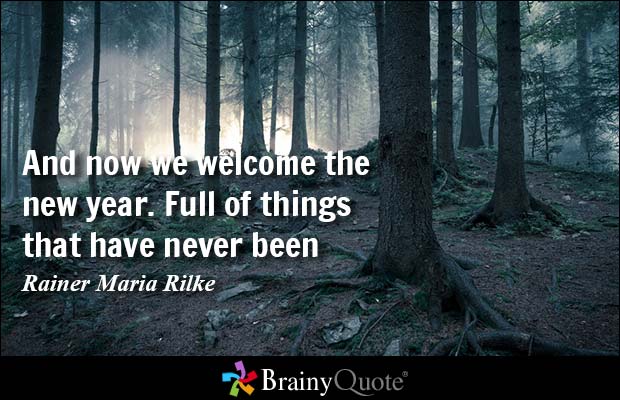 And now we welcome the
new year. Full of things
that have never been
Rainer Maria Rilke
BrainyQuote®